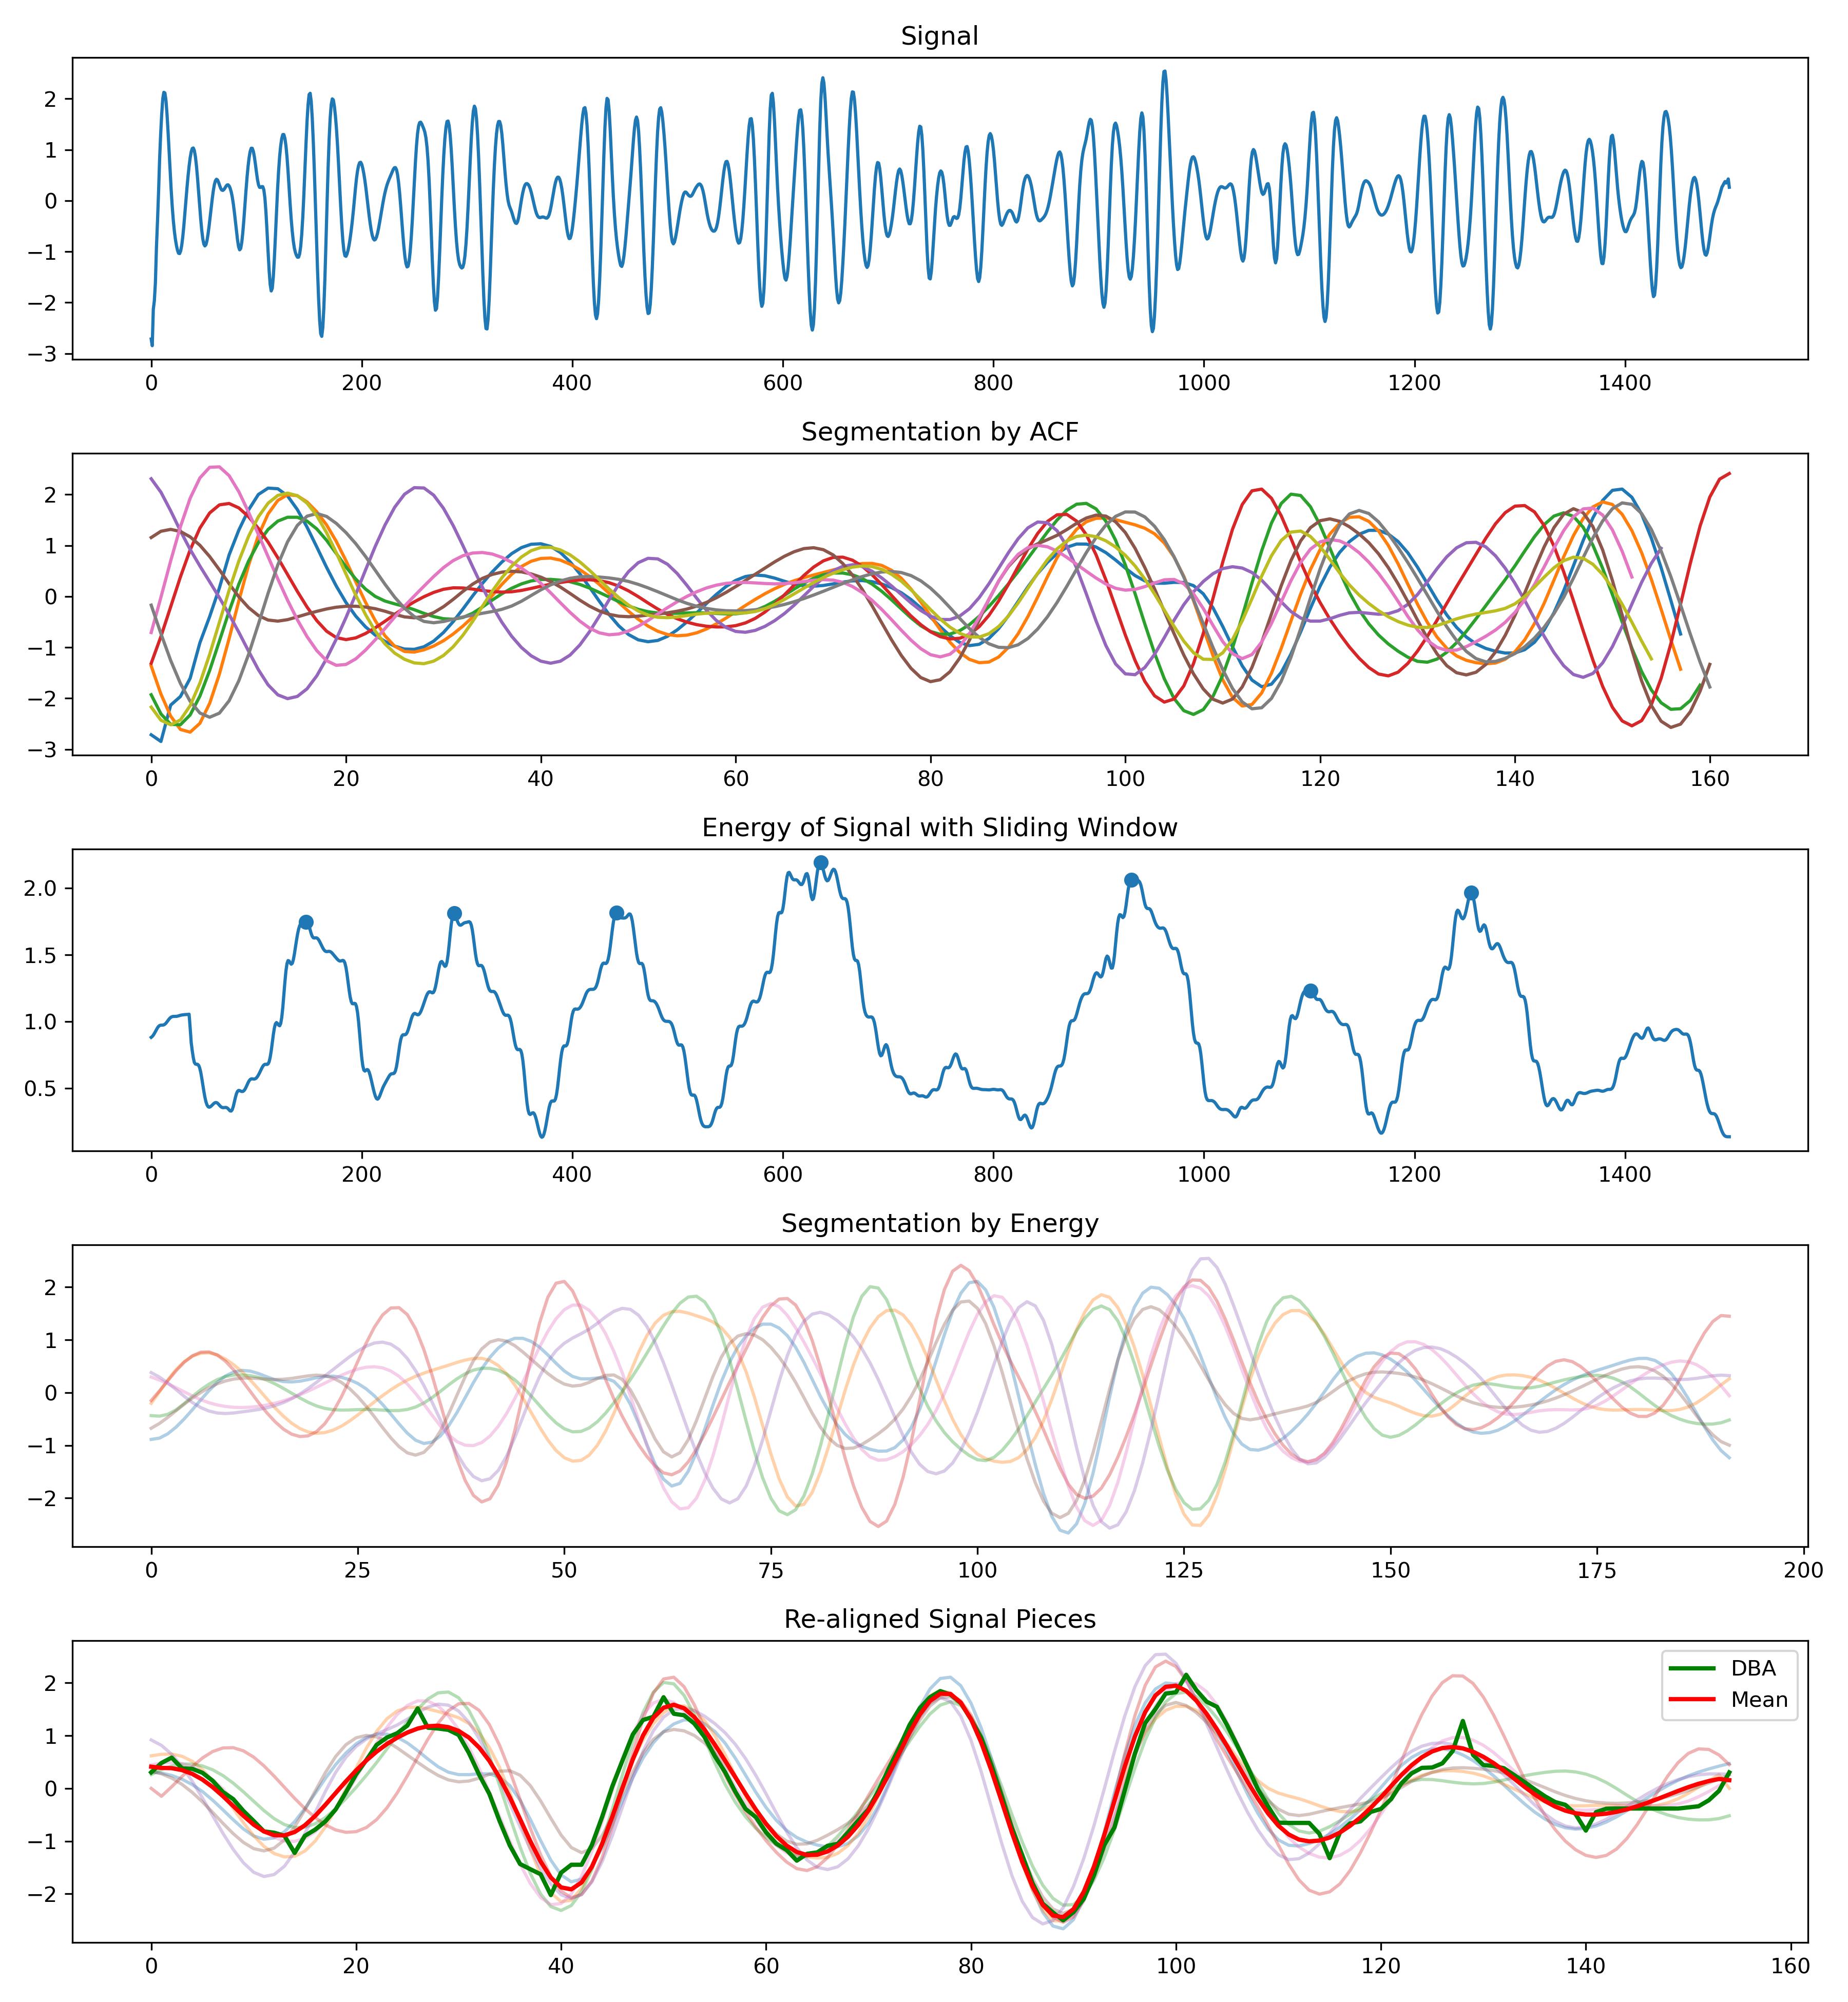 Signal
2
1
0
−1
−2
−3
0 200 400 600 800 1000 1200 1400
Segmentation by ACF
2
1
0
−1
−2
−3
0 20 40 60 80 100 120 140 160
Energy of Signal with Sliding Window
2.0
1.5
1.0
0.5
0 200 400 600 800 1000 1200 1400
Segmentation by Energy
2
1
0
−1
−2
0 25 50 75 100 125 150 175 200
Re-aligned Signal Pieces
DBA
Mean
2
1
0
−1
−2
0 20 40 60 80 100 120 140 160